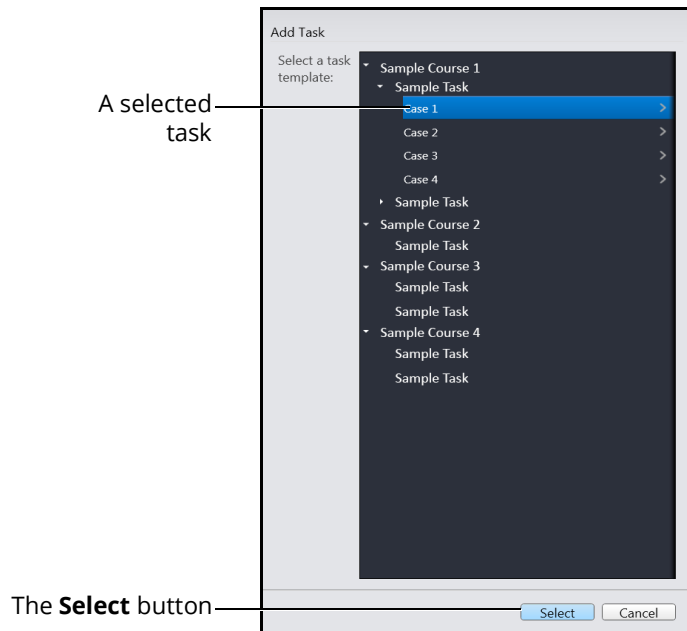 Add Task
Select a task
template:
Sample Course 1
Sample Task
A selected
task
Case 1
Case 2
Case 3
Case 4
Sample Task
Sample Course 2
Sample Task
Sample Course 3
Sample Task
Sample Task
Sample Course 4
Sample Task
Sample Task
The Select button
Select
Cancel